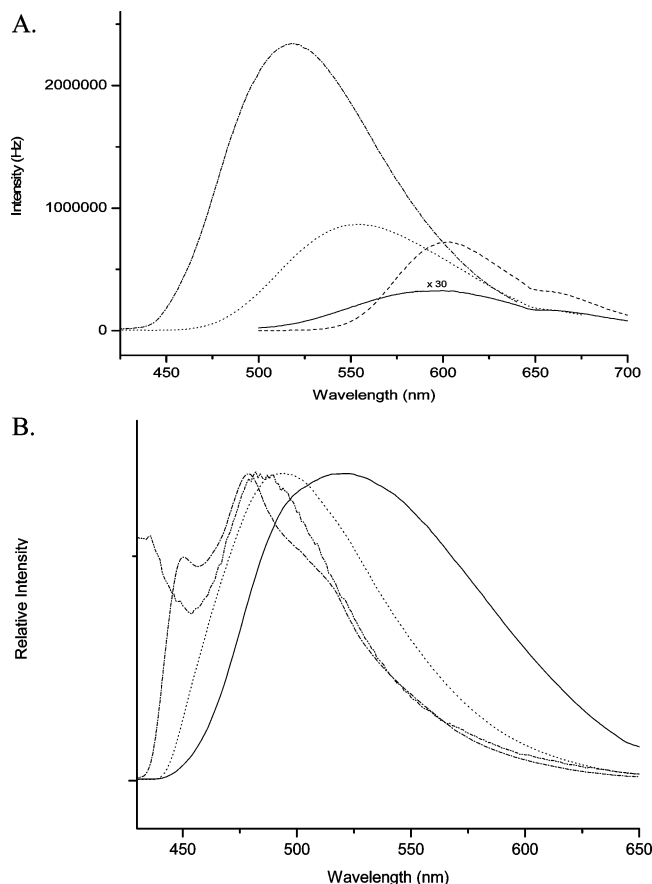 A.
Intensity (Hz)
2000000
1000000
0
x 30
450 500 550 600 650 700
Wavelength (nm)
B.
Relative Intensity
450 500 550 600 650
Wavelength (nm)